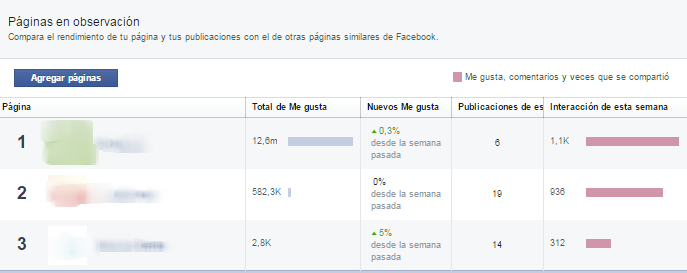 Páginas en observación
Compara el rendimiento de tu página y tus publicaciones con el de otras páginas similares de Facebook.
Agregar páginas
Me gusta, comentarios y veces que se compartió
Página Total de Me gusta Nuevos Me gusta Publicaciones de es Interacción de esta semana
1 12,6m 0,3% desde la semana pasada 6 1,1K
2 582,3K 0% desde la semana pasada 19 936
3 2,8K 5% desde la semana pasada 14 312